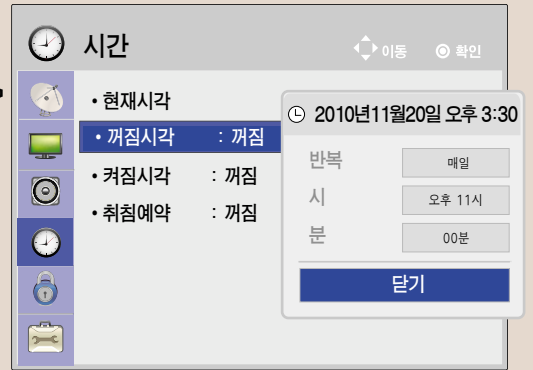 시간
이동 확인
• 현재시각
• 꺼짐시각 : 꺼짐
• 켜짐시각 : 꺼짐
• 취침예약 : 꺼짐
2010년11월20일 오후 3:30
반복 매일
시 오후 11시
분 00분
닫기